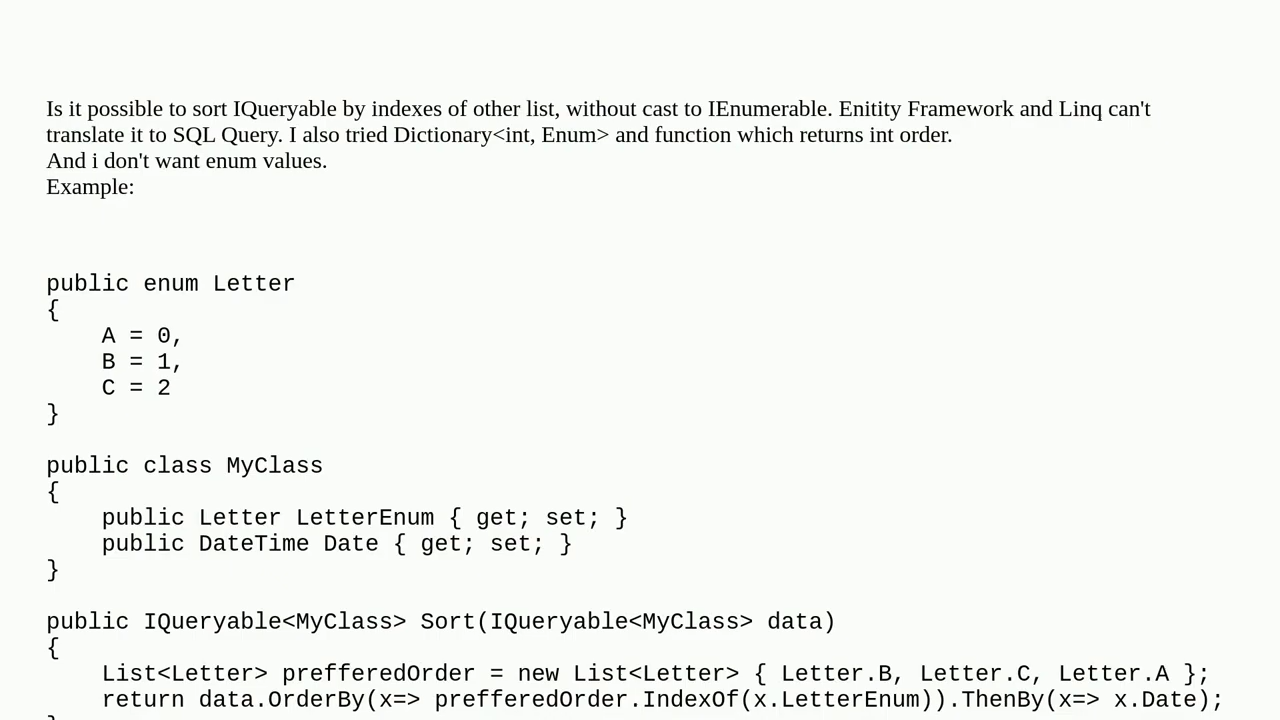 Is it possible to sort IQueryable by indexes of other list, without cast to IEnumerable. Enitity Framework and Linq can't
translate it to SQL Query. I also tried Dictionary<int, Enum> and function which returns int order.
And i don't want enum values.
Example:
public enum Letter
{
    A = 0,
    B = 1,
    C = 2
}
public class MyClass
{
    public Letter LetterEnum { get; set; }
    public DateTime Date { get; set; }
}
public IQueryable<MyClass> Sort(IQueryable<MyClass> data)
{
    List<Letter> prefferedOrder = new List<Letter> { Letter.B, Letter.C, Letter.A };
    return data.OrderBy(x=> prefferedOrder.IndexOf(x.LetterEnum)).ThenBy(x=> x.Date);
}